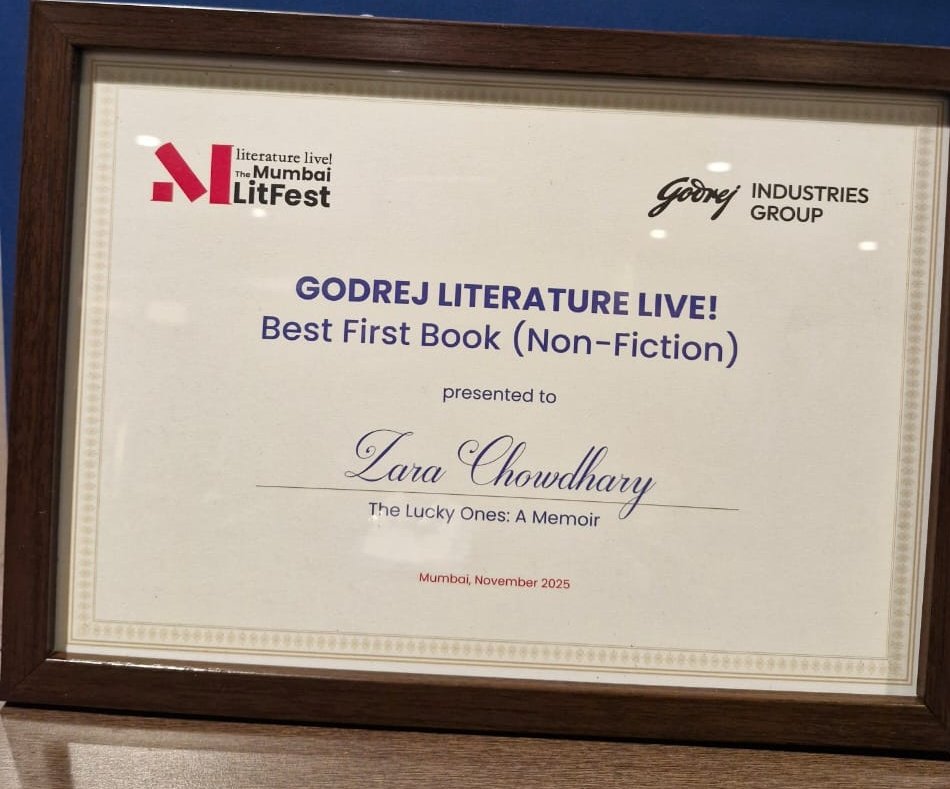 literature live!
The Mumbai
LitFest
Godrej INDUSTRIES
GROUP
GODREJ LITERATURE LIVE!
Best First Book (Non-Fiction)
presented to
Zara Chowdhary
The Lucky Ones: A Memoir
Mumbai, November 2025